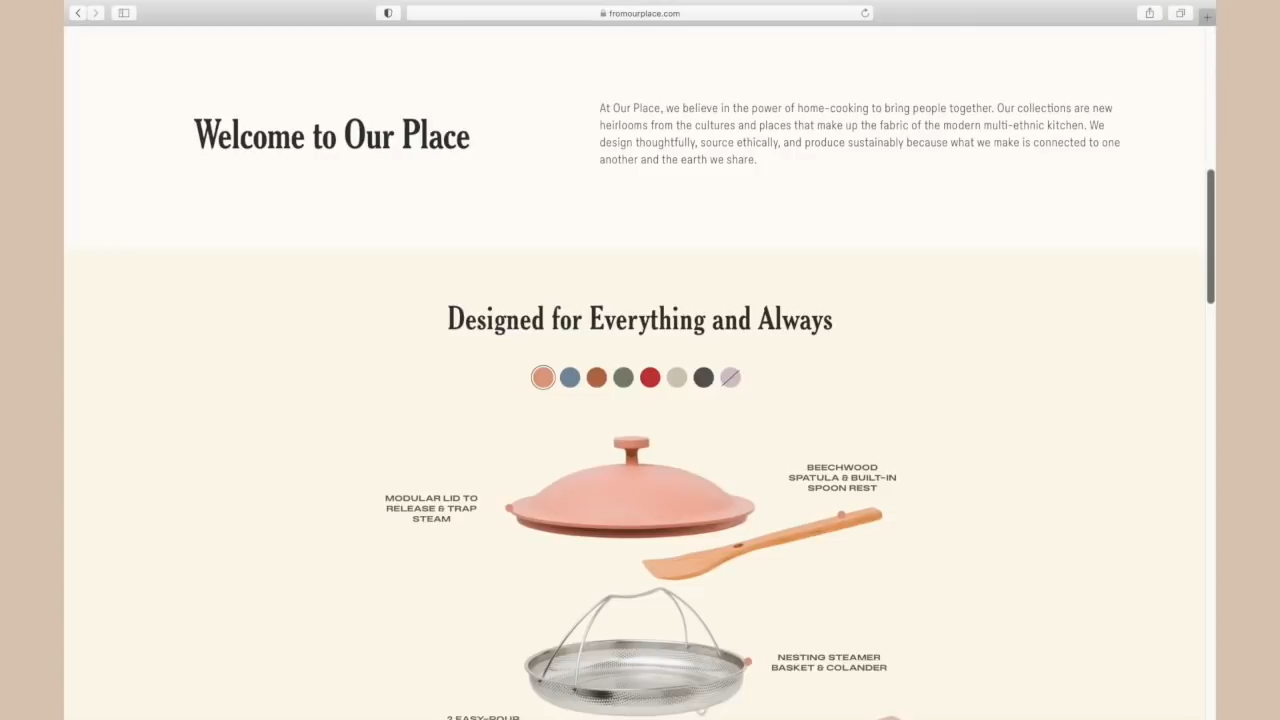 fromourplace.com
Welcome to Our Place
At Our Place, we believe in the power of home-cooking to bring people together. Our collections are new
heirlooms from the cultures and places that make up the fabric of the modern multi-ethnic kitchen. We
design thoughtfully, source ethically, and produce sustainably because what we make is connected to one
another and the earth we share.
Designed for Everything and Always
BEECHWOOD
SPATULA & BUILT-IN
SPOON REST
MODULAR LID TO
RELEASE & TRAP
STEAM
NESTING STEAMER
BASKET & COLANDER
2 EASY-POUR